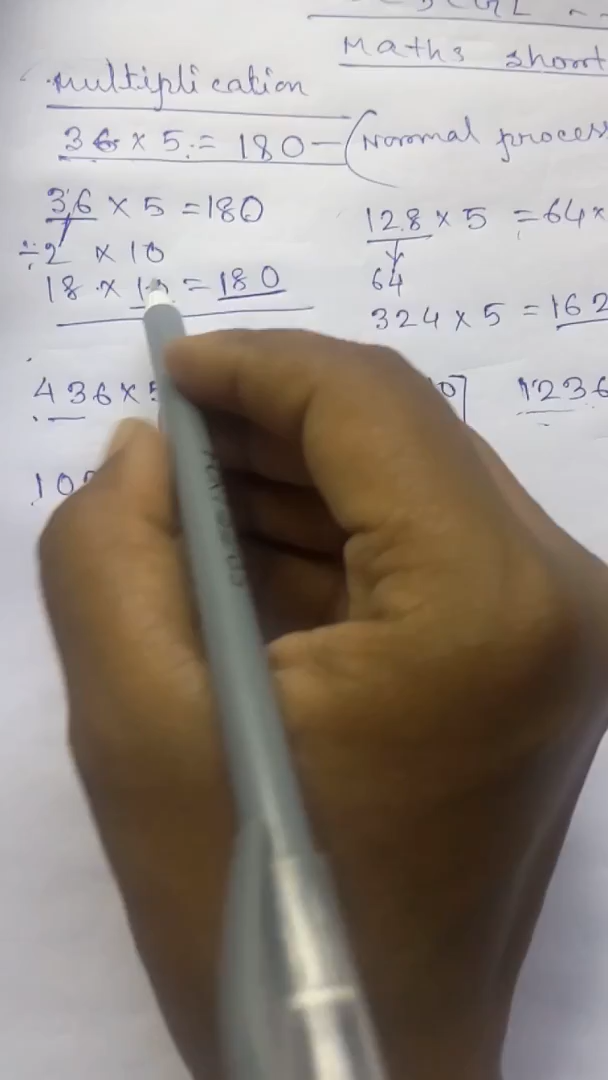 Maths short
Multiplication
36 × 5 = 180 – (Normal process
36 × 5 = 180
÷2 × 10
18 × 10 = 180
128 × 5 = 64 ×
64
324 × 5 = 162
436 ×
1236